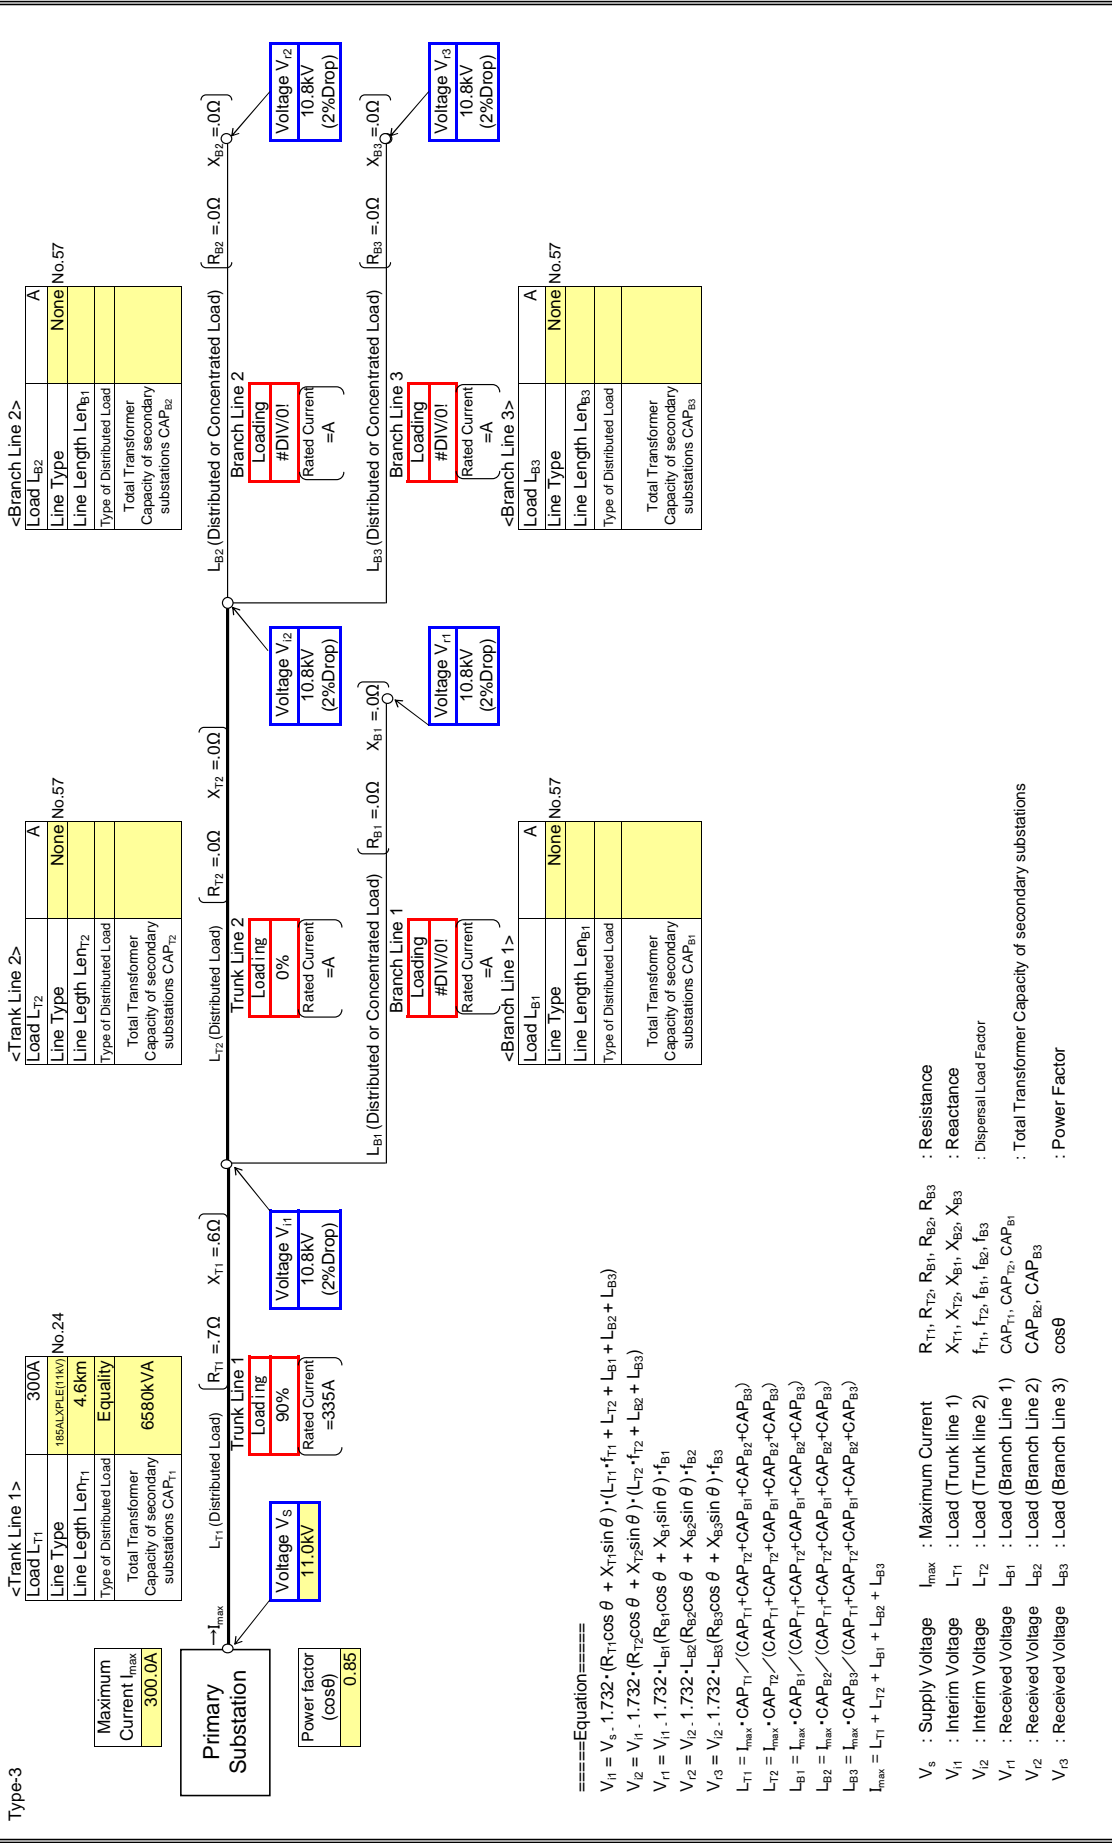 Type-3
Maximum
Current Imax
300.0A
Primary
Substation
Power factor
(cosθ)
0.85
→Imax
Voltage VS
11.0kV
<Trank Line 1>
Load LT1 300A
Line Type 185ALXPLE(11kV) No.24
Line Legth LenT1 4.6km
Type of Distributed Load Equality
Total Transformer
Capacity of secondary
substations CAPT1
6580kVA
LT1 (Distributed Load)
RT1 =.7Ω XT1 =.6Ω
Trunk Line 1
Loading
90%
Rated Current
=335A
Voltage Vi1
10.8kV
(2%Drop)
<Trank Line 2>
Load LT2 A
Line Type None No.57
Line Length LenT2
Type of Distributed Load
Total Transformer
Capacity of secondary
substations CAPT2
LT2 (Distributed Load)
RT2 =.0Ω XT2 =.0Ω
Trunk Line 2
Loading
0%
Rated Current
=A
Voltage Vi2
10.8kV
(2%Drop)
LB1 (Distributed or Concentrated Load)
RB1 =.0Ω XB1 =.0Ω
Branch Line 1
Loading
#DIV/0!
Rated Current
=A
Voltage Vr1
10.8kV
(2%Drop)
<Branch Line 1>
Load LB1 A
Line Type None No.57
Line Length LenB1
Type of Distributed Load
Total Transformer
Capacity of secondary
substations CAPB1
<Branch Line 2>
Load LB2 A
Line Type None No.57
Line Length LenB1
Type of Distributed Load
Total Transformer
Capacity of secondary
substations CAPB2
LB2 (Distributed or Concentrated Load)
RB2 =.0Ω XB2 =.0Ω
Branch Line 2
Loading
#DIV/0!
Rated Current
=A
Voltage Vr2
10.8kV
(2%Drop)
LB3 (Distributed or Concentrated Load)
RB3 =.0Ω XB3 =.0Ω
Branch Line 3
Loading
#DIV/0!
Rated Current
=A
Voltage Vr3
10.8kV
(2%Drop)
<Branch Line 3>
Load LB3 A
Line Type None No.57
Line Length LenB3
Type of Distributed Load
Total Transformer
Capacity of secondary
substations CAPB3
=====Equation=====
Vi1 = Vs - 1.732・(RT1cos θ + XT1sin θ)・(LT1・fT1 + LT2 + LB1 + LB2 + LB3)
Vi2 = Vi1 - 1.732・(RT2cos θ + XT2sin θ)・(LT2・fT2 + LB2 + LB3)
Vr1 = Vi1 - 1.732・LB1(RB1cos θ + XB1sin θ)・fB1
Vr2 = Vi2 - 1.732・LB2(RB2cos θ + XB2sin θ)・fB2
Vr3 = Vi2 - 1.732・LB3(RB3cos θ + XB3sin θ)・fB3
LT1 = Imax・CAPT1／(CAPT1+CAPT2+CAPB1+CAPB2+CAPB3)
LT2 = Imax・CAPT2／(CAPT1+CAPT2+CAPB1+CAPB2+CAPB3)
LB1 = Imax・CAPB1／(CAPT1+CAPT2+CAPB1+CAPB2+CAPB3)
LB2 = Imax・CAPB2／(CAPT1+CAPT2+CAPB1+CAPB2+CAPB3)
LB3 = Imax・CAPB3／(CAPT1+CAPT2+CAPB1+CAPB2+CAPB3)
Imax = LT1 + LT2 + LB1 + LB2 + LB3
Vs : Supply Voltage Imax : Maximum Current RT1, RT2, RB1, RB2, RB3 : Resistance
Vi1 : Interim Voltage LT1 : Load (Trunk line 1) XT1, XT2, XB1, XB2, XB3 : Reactance
Vi2 : Interim Voltage LT2 : Load (Trunk line 2) fT1, fT2, fB1, fB2, fB3 : Dispersal Load Factor
Vr1 : Received Voltage LB1 : Load (Branch Line 1) CAPT1, CAPT2, CAPB1 : Total Transformer Capacity of secondary substations
Vr2 : Received Voltage LB2 : Load (Branch Line 2) CAPB2, CAPB3
Vr3 : Received Voltage LB3 : Load (Branch Line 3) cosθ : Power Factor